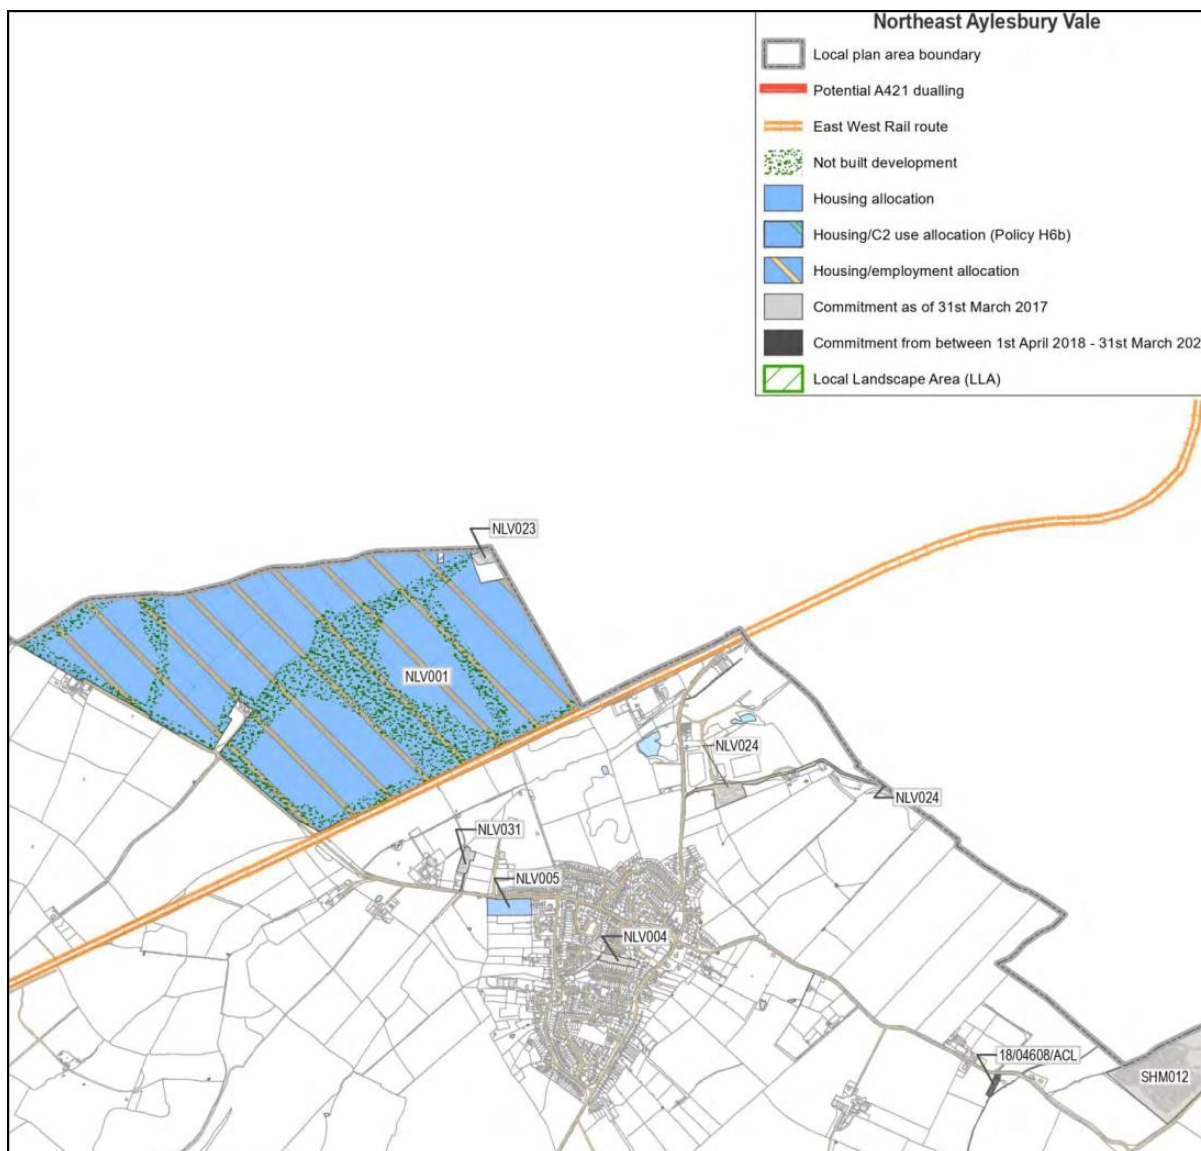 Northeast Aylesbury Vale
Local plan area boundary
Potential A421 dualling
East West Rail route
Not built development
Housing allocation
Housing/C2 use allocation (Policy H6b)
Housing/employment allocation
Commitment as of 31st March 2017
Commitment from between 1st April 2018 - 31st March 202
Local Landscape Area (LLA)
NLV023
NLV001
NLV024
NLV024
NLV031
NLV005
NLV004
18/04608/ACL
SHM012